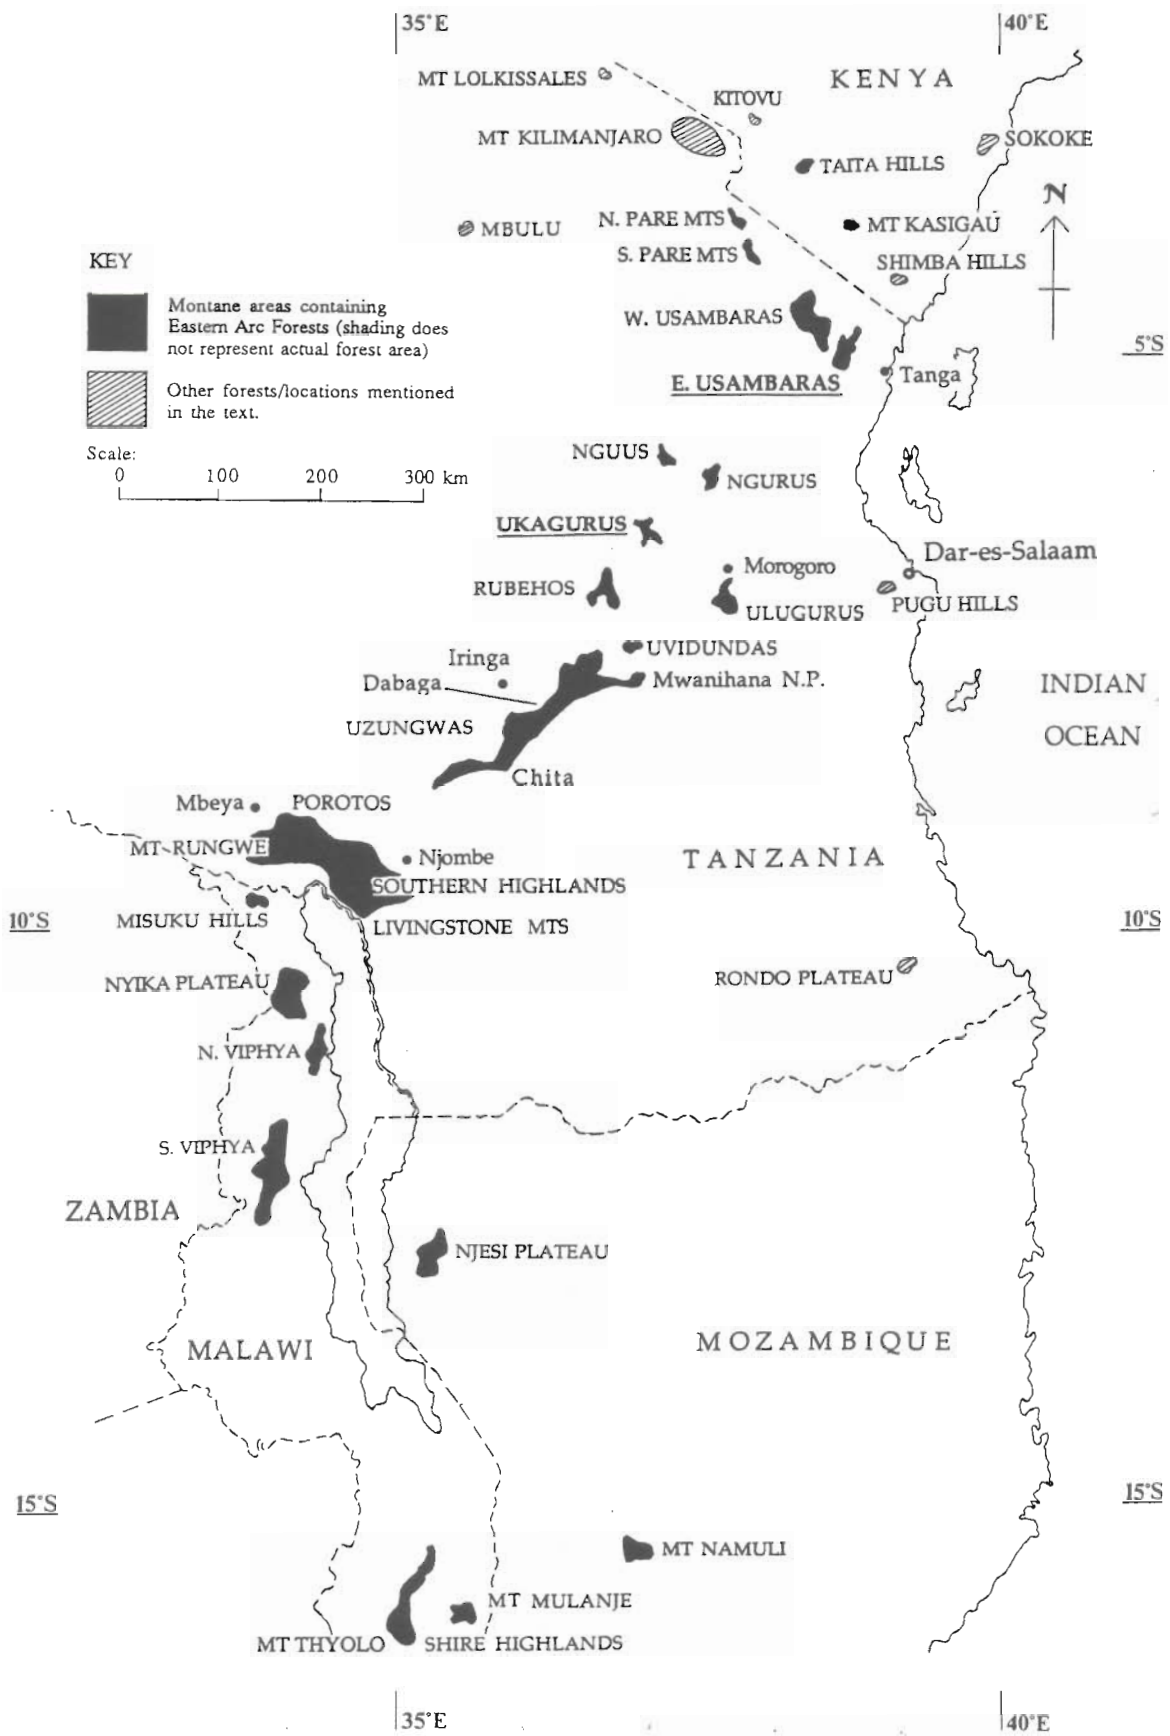 35°E
40°E
MT LOLKISSALES
KENYA
KITOVU
MT KILIMANJARO
SOKOKE
TAITA HILLS
N
N. PARE MTS
MT KASIGAU
MBULU
S. PARE MTS
SHIMBA HILLS
KEY
Montane areas containing
Eastern Arc Forests (shading does
not represent actual forest area)
W. USAMBARAS
5°S
E. USAMBARAS
Tanga
Other forests/locations mentioned
in the text.
Scale:
0 100 200 300 km
NGUUS
NGURUS
UKAGURUS
Dar-es-Salaam
Morogoro
RUBEHOS
ULUGURUS
PUGU HILLS
UVIDUNDAS
Iringa
Dabaga
Mwanihana N.P.
INDIAN
OCEAN
UZUNGWAS
Chita
Mbeya
POROTOS
MT RUNGWE
Njombe
TANZANIA
SOUTHERN HIGHLANDS
10°S
MISUKU HILLS
LIVINGSTONE MTS
10°S
NYIKA PLATEAU
RONDO PLATEAU
N. VIPHYA
S. VIPHYA
ZAMBIA
NJESI PLATEAU
MALAWI
MOZAMBIQUE
15°S
15°S
MT NAMULI
MT MULANJE
MT THYOLO
SHIRE HIGHLANDS
35°E
40°E